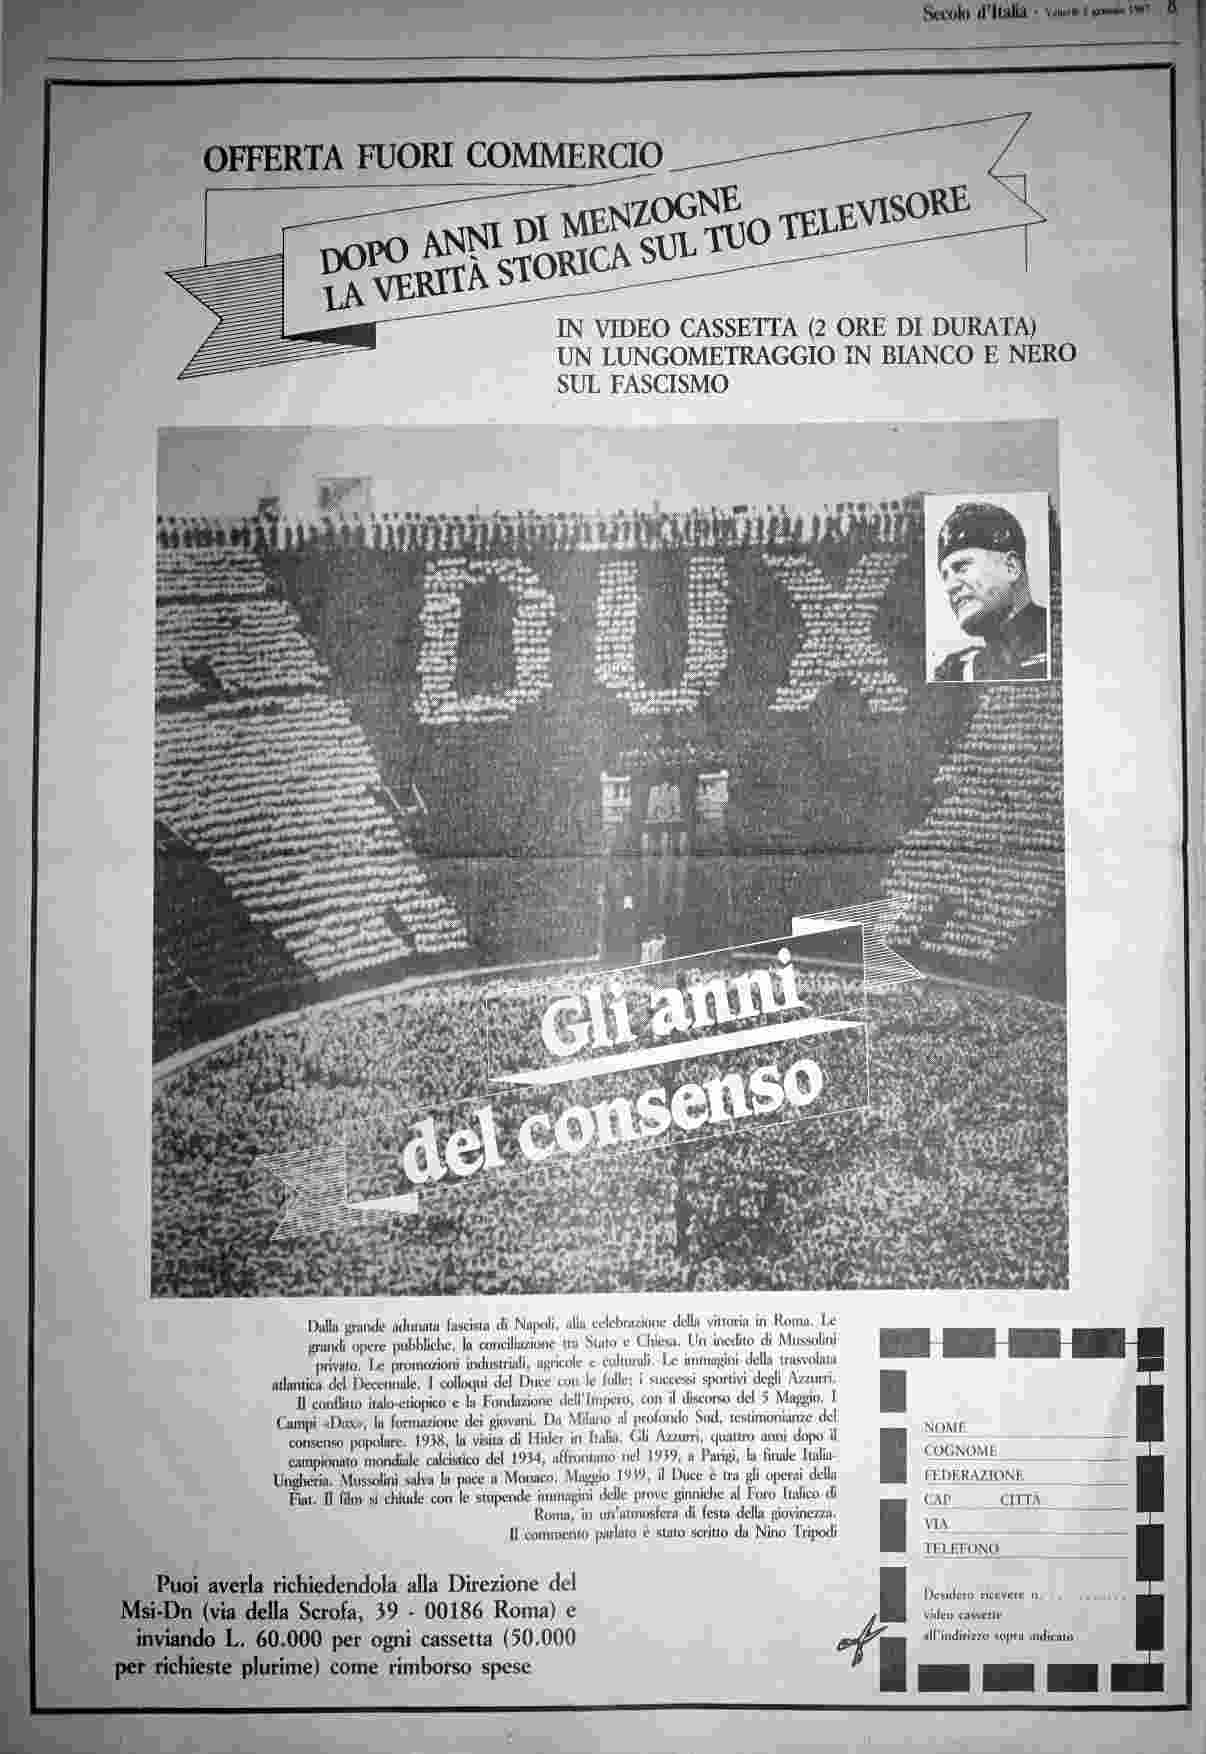 Secolo d'Italia - Venerdì 2 gennaio 1987 8
OFFERTA FUORI COMMERCIO
DOPO ANNI DI MENZOGNE
LA VERITÀ STORICA SUL TUO TELEVISORE
IN VIDEO CASSETTA (2 ORE DI DURATA)
UN LUNGOMETRAGGIO IN BIANCO E NERO
SUL FASCISMO
DUX
Gli anni
del consenso
Dalla grande adunata fascista di Napoli, alla celebrazione della vittoria in Roma. Le
grandi opere pubbliche, la conciliazione tra Stato e Chiesa. Un inedito di Mussolini
privato. Le promozioni industriali, agricole e culturali. Le immagini della trasvolata
atlantica del Decennale. I colloqui del Duce con le folle; i successi sportivi degli Azzurri.
Il conflitto italo-etiopico e la Fondazione dell'Impero, con il discorso del 5 Maggio. I
Campi «Dux», la formazione dei giovani. Da Milano al profondo Sud, testimonianze del
consenso popolare. 1938, la visita di Hitler in Italia. Gli Azzurri, quattro anni dopo il
campionato mondiale calcistico del 1934, affrontano nel 1939, a Parigi, la finale Italia-
Ungheria. Mussolini salva la pace a Monaco. Maggio 1939, il Duce è tra gli operai della
Fiat. Il film si chiude con le stupende immagini delle prove ginniche al Foro Italico di
Roma, in un'atmosfera di festa della giovinezza.
Il commento parlato è stato scritto da Nino Tripodi
Puoi averla richiedendola alla Direzione del
Msi-Dn (via della Scrofa, 39 - 00186 Roma) e
inviando L. 60.000 per ogni cassetta (50.000
per richieste plurime) come rimborso spese
NOME
COGNOME
FEDERAZIONE
CAP CITTÀ
VIA
TELEFONO
Desidero ricevere n. . . ........
video cassette
all'indirizzo sopra indicato